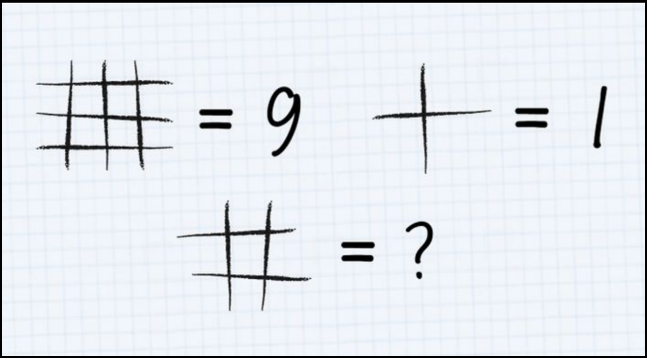 = 9 = 1
= ?